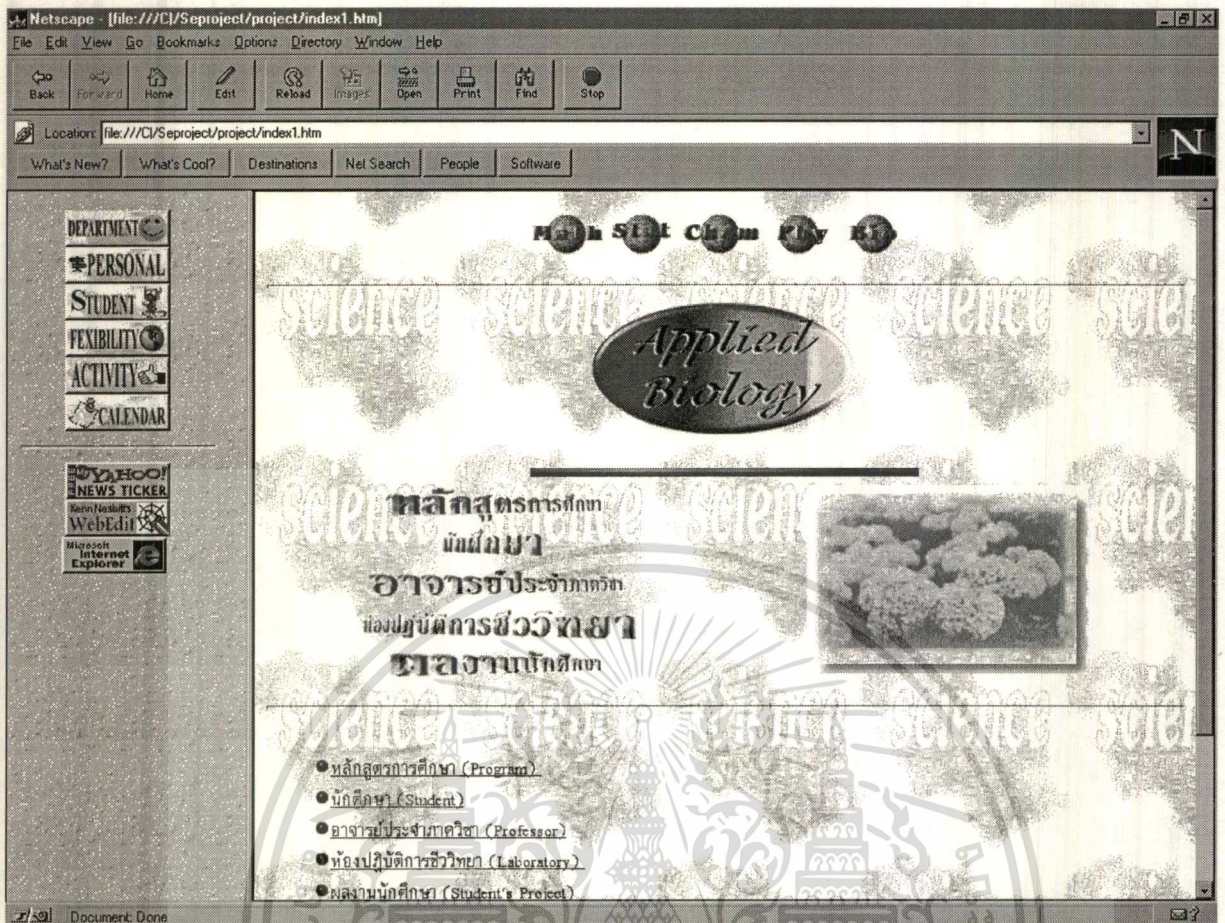 Netscape - [file:///C|/Seproject/project/index1.htm]
File Edit View Go Bookmarks Options Directory Window Help
Back Forward Home Edit Reload Images Open Print Find Stop
Location: file:///C|/Seproject/project/index1.htm
N
What's New? What's Cool? Destinations Net Search People Software
DEPARTMENT
PERSONAL
STUDENT
FEXIBILITY
ACTIVITY
CALENDAR
YAHOO!
NEWS TICKER
Kenn Nesbitt's
WebEdit
Microsoft
Internet
Explorer
Math Stat Chem Phy Bio
science science science science scien
Applied
Biology
หลักสูตรการศึกษา
นักศึกษา
อาจารย์ประจำภาควิชา
ห้องปฏิบัติการชีววิทยา
ผลงานนักศึกษา
หลักสูตรการศึกษา (Program)
นักศึกษา (Student)
อาจารย์ประจำภาควิชา (Professor)
ห้องปฏิบัติการชีววิทยา (Laboratory)
ผลงานนักศึกษา (Student's Project)
Document: Done